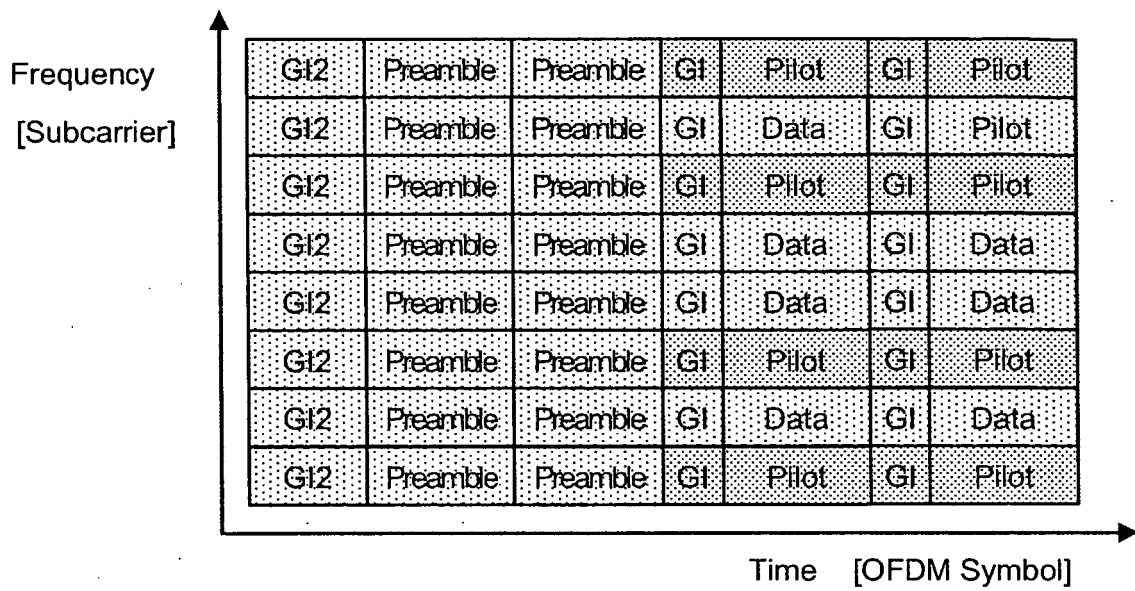 Frequency
[Subcarrier]
GI2 Preamble Preamble GI Pilot GI Pilot
GI2 Preamble Preamble GI Data GI Pilot
GI2 Preamble Preamble GI Pilot GI Pilot
GI2 Preamble Preamble GI Data GI Data
GI2 Preamble Preamble GI Data GI Data
GI2 Preamble Preamble GI Pilot GI Pilot
GI2 Preamble Preamble GI Data GI Data
GI2 Preamble Preamble GI Pilot GI Pilot
Time [OFDM Symbol]